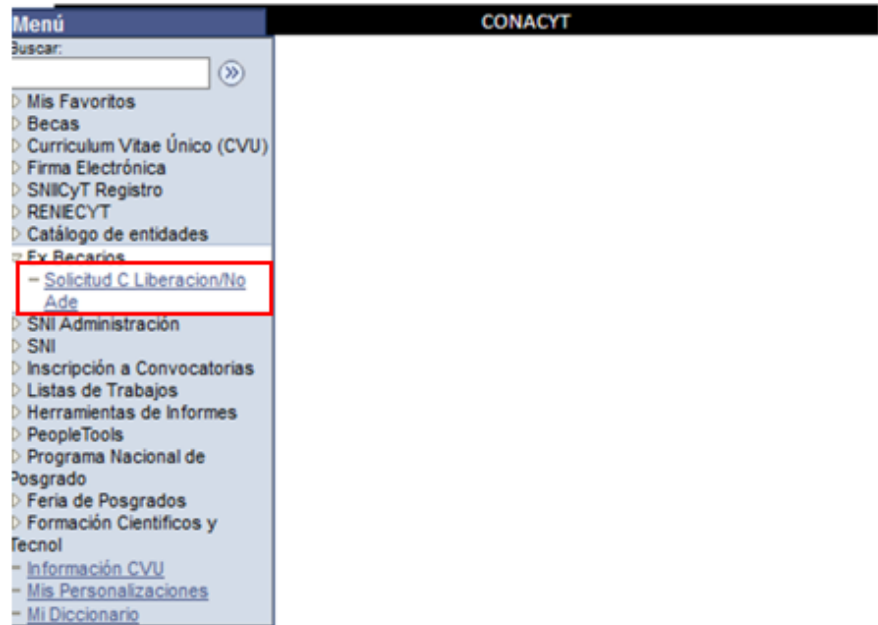 Menú
CONACYT
Buscar:
Mis Favoritos
Becas
Curriculum Vitae Único (CVU)
Firma Electrónica
SNIICyT Registro
RENIECYT
Catálogo de entidades
Ex Becarios
Solicitud C Liberacion/No
Ade
SNI Administración
SNI
Inscripción a Convocatorias
Listas de Trabajos
Herramientas de Informes
PeopleTools
Programa Nacional de
Posgrado
Feria de Posgrados
Formación Cientificos y
Tecnol
Información CVU
Mis Personalizaciones
Mi Diccionario